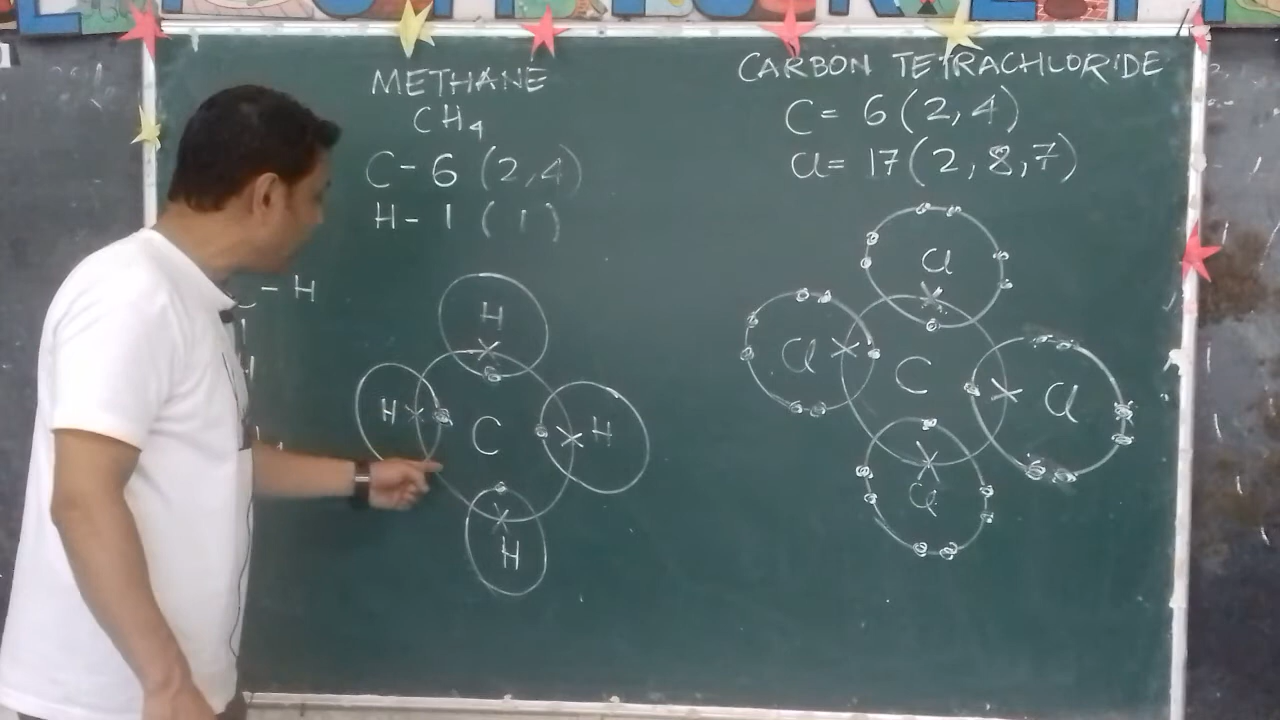 METHANE
CH4
C- 6 (2,4)
H- 1 (1)
- H
H
H
H
C
H
H
CARBON TETRACHLORIDE
C= 6(2,4)
Cl= 17(2,8,7)
Cl
Cl
C
Cl
Cl